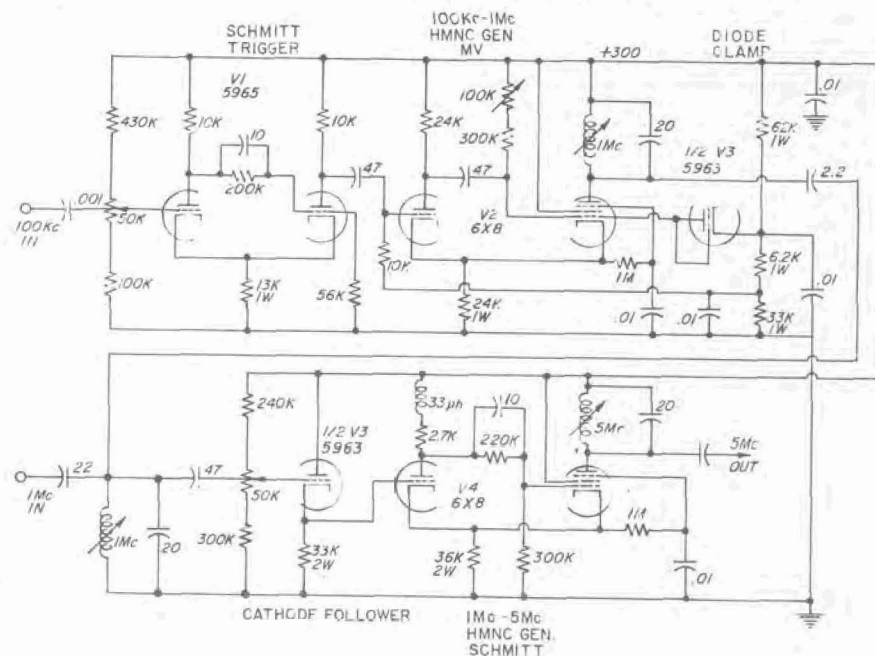 SCHMITT
TRIGGER
100Kc-1Mc
HMNC GEN
MV
+300
DIODE
CLAMP
V1
5965
430K
10K
10
200K
10K
24K
47
47
100K
300K
1Mc
20
1/2 V3
5963
62K
1W
.01
2.2
.001
50K
100Kc
IN
100K
13K
1W
56K
10K
V2
6X8
24K
1W
1M
.01
.01
6.2K
1W
33K
1W
.01
240K
1/2 V3
5963
33μh
2.7K
10
220K
5Mc
20
5Mc
OUT
22
1Mc
IN
47
50K
V4
6X8
1Mc
20
300K
33K
2W
36K
2W
300K
1M
.01
CATHODE FOLLOWER
1Mc-5Mc
HMNC GEN.
SCHMITT